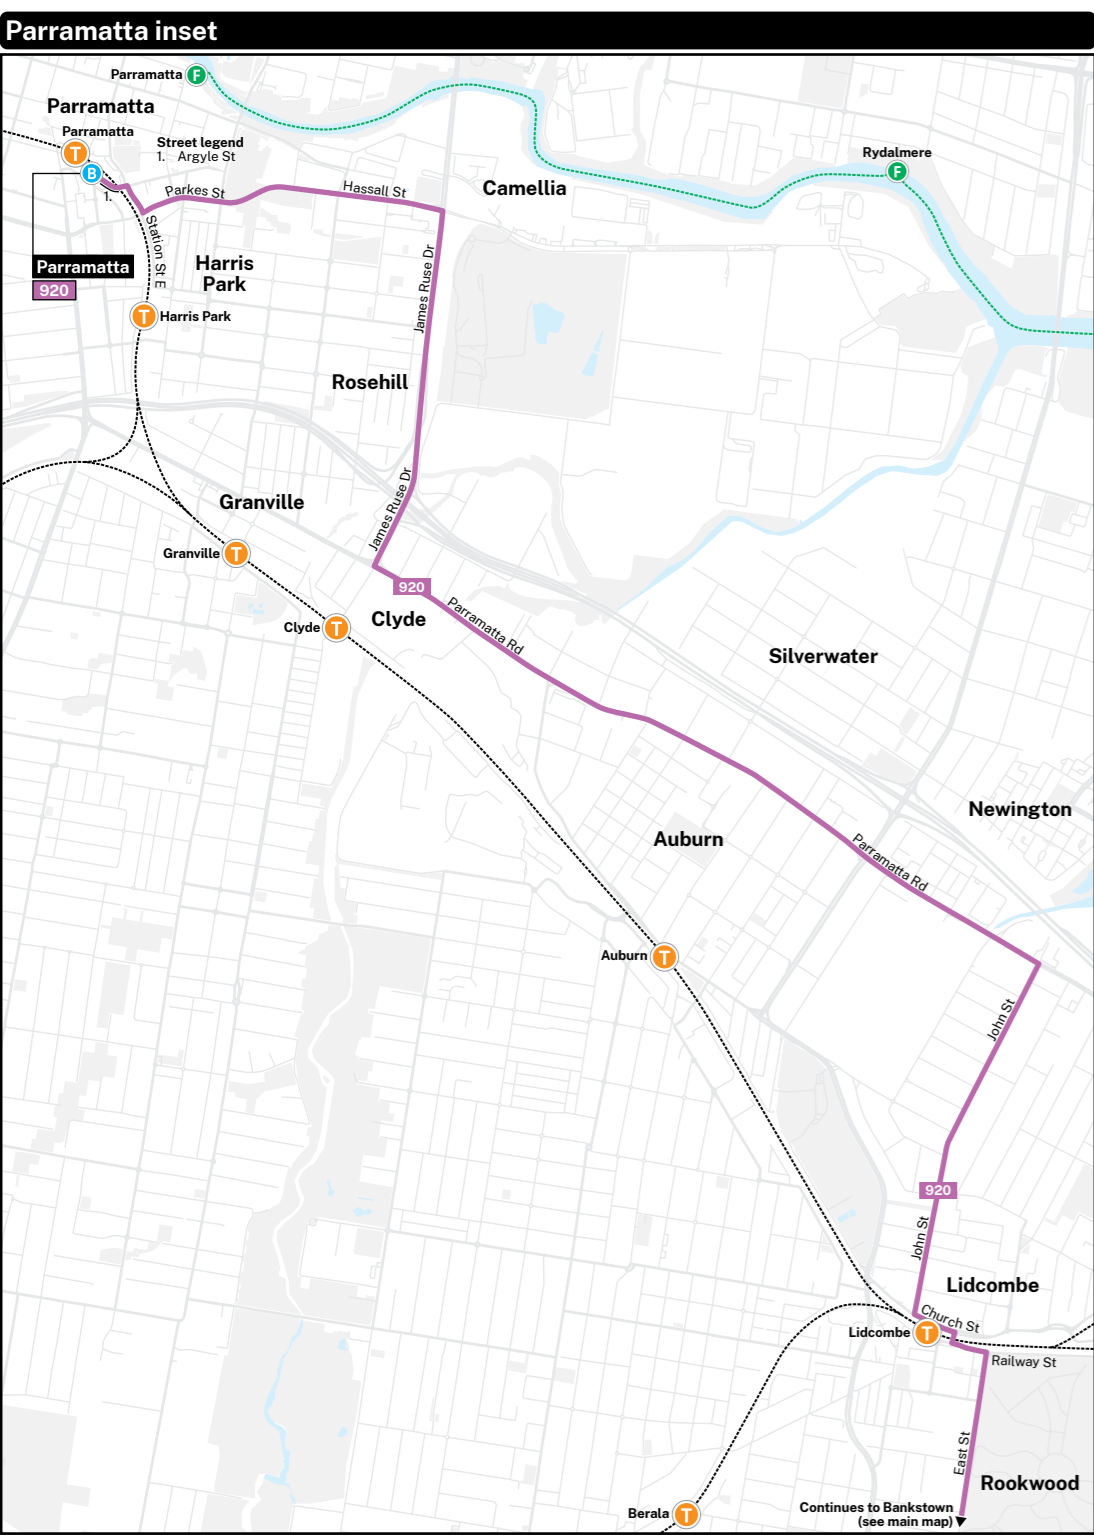 Parramatta inset
Parramatta
F
Parramatta
Parramatta
T
B
Street legend
1. Argyle St
1.
Parkes St
Hassall St
Camellia
Rydalmere
F
Station St E
Parramatta
920
Harris
Park
James Ruse Dr
T
Harris Park
Rosehill
James Ruse Dr
Granville
Granville
T
920
Clyde
Clyde
T
Parramatta Rd
Silverwater
Newington
Auburn
Parramatta Rd
Auburn
T
John St
920
John St
Lidcombe
Church St
Lidcombe
T
Railway St
East St
Rookwood
Continues to Bankstown
(see main map)
Berala
T